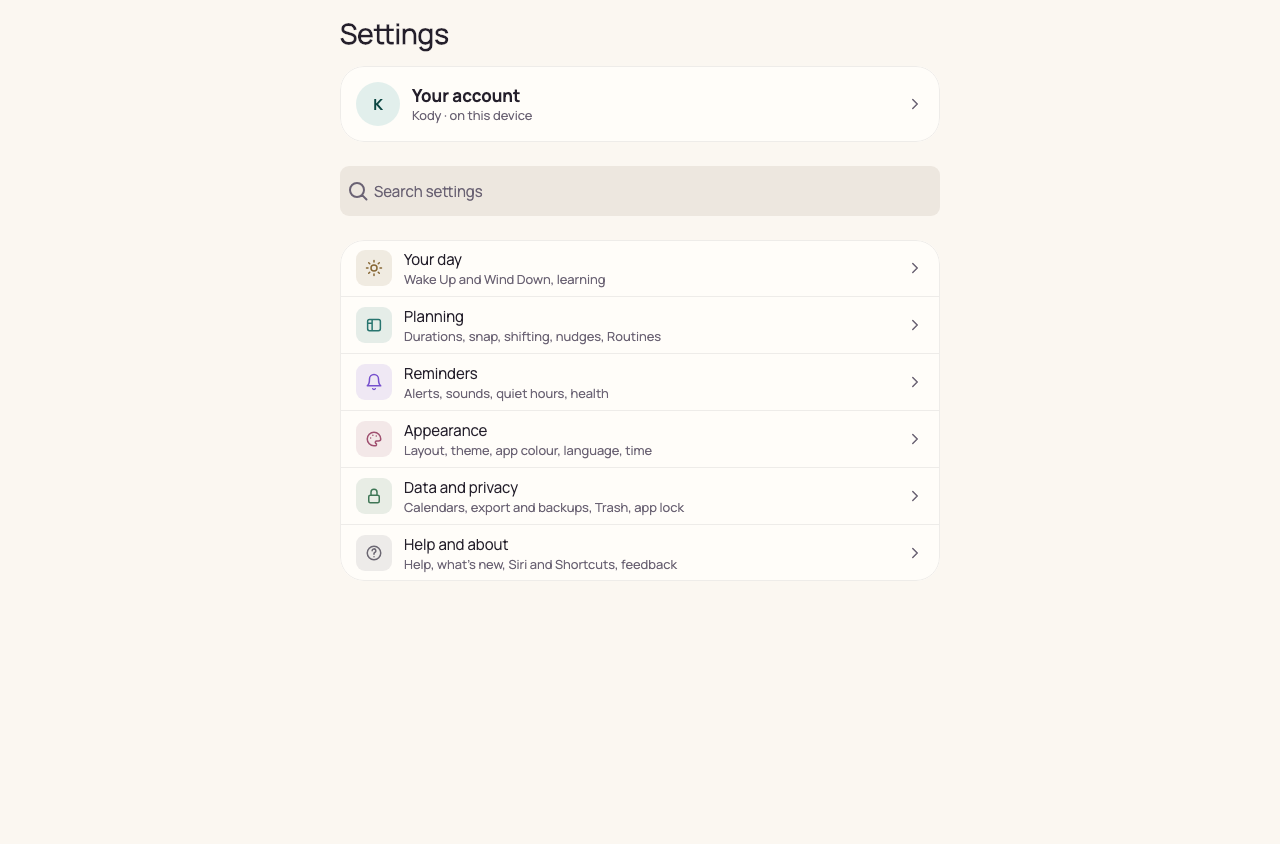 Settings
K
Your account
Kody · on this device
Search settings
Your day
Wake Up and Wind Down, learning
Planning
Durations, snap, shifting, nudges, Routines
Reminders
Alerts, sounds, quiet hours, health
Appearance
Layout, theme, app colour, language, time
Data and privacy
Calendars, export and backups, Trash, app lock
Help and about
Help, what's new, Siri and Shortcuts, feedback